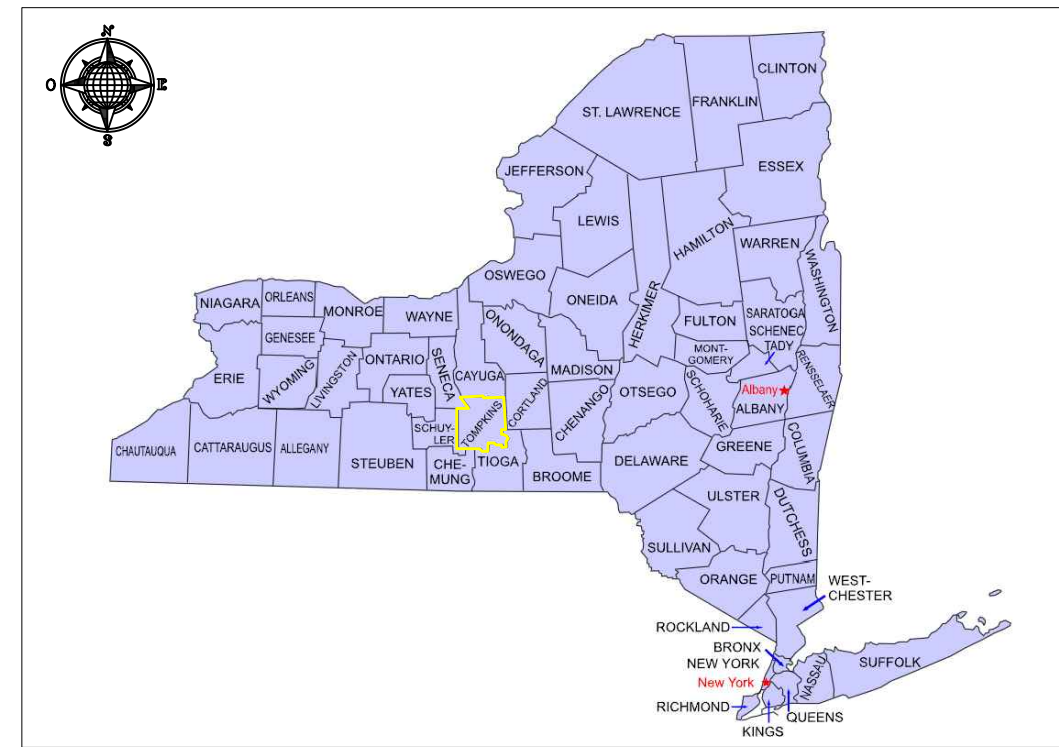 N
O
E
S
CLINTON
FRANKLIN
ST. LAWRENCE
ESSEX
JEFFERSON
LEWIS
HAMILTON
WARREN
WASHINGTON
OSWEGO
ONEIDA
HERKIMER
NIAGARA
ORLEANS
MONROE
WAYNE
ONONDAGA
FULTON
SARATOGA
SCHENEC
TADY
GENESEE
MONT-
GOMERY
RENSSELAER
ERIE
WYOMING
LIVINGSTON
ONTARIO
YATES
SENECA
CAYUGA
MADISON
OTSEGO
SCHOHARIE
Albany
ALBANY
CORTLAND
CHENANGO
TOMPKINS
SCHUY-
LER
CHAUTAUQUA
CATTARAUGUS
ALLEGANY
STEUBEN
CHE-
MUNG
TIOGA
BROOME
DELAWARE
GREENE
COLUMBIA
ULSTER
DUTCHESS
SULLIVAN
ORANGE
PUTNAM
WEST-
CHESTER
ROCKLAND
BRONX
NEW YORK
New York
NASSAU
SUFFOLK
RICHMOND
QUEENS
KINGS